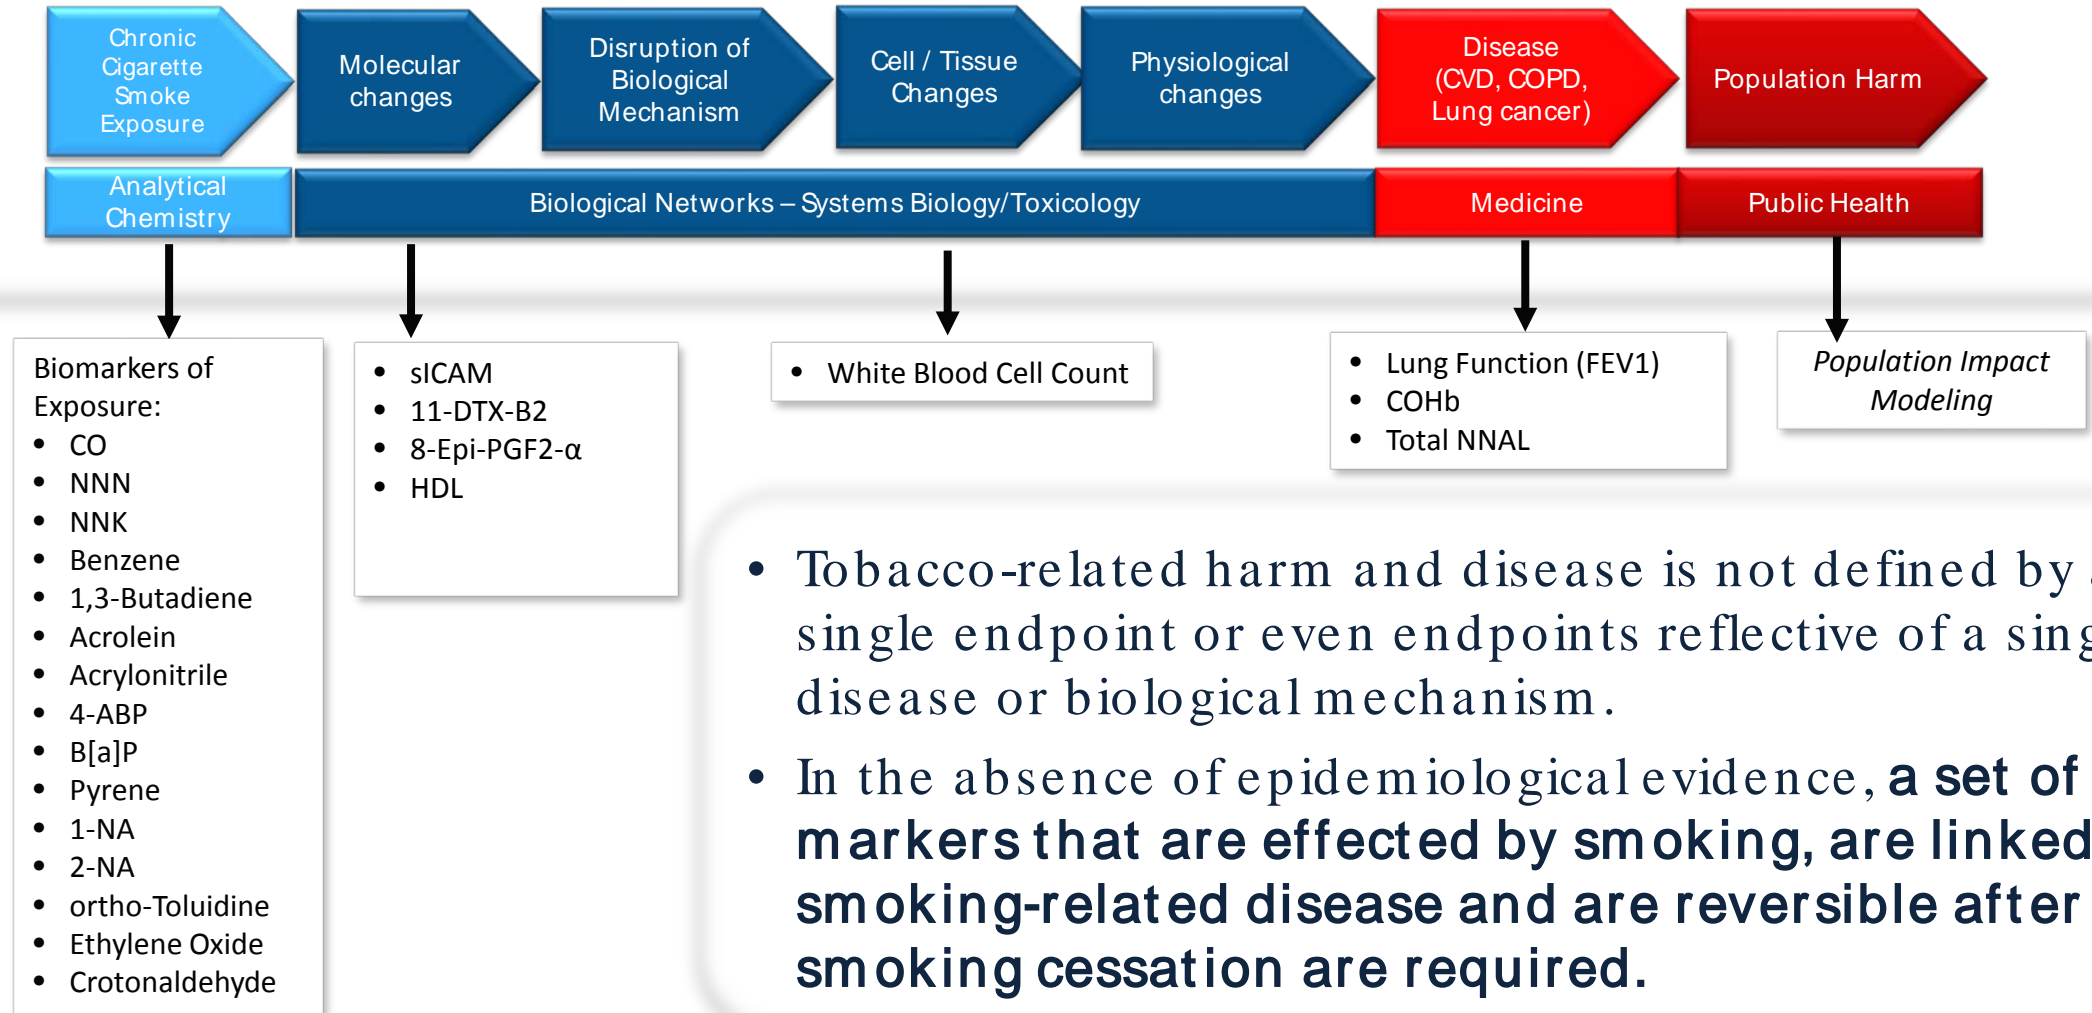 Chronic
Cigarette
Smoke
Exposure
Molecular
changes
Disruption of
Biological
Mechanism
Cell / Tissue
Changes
Physiological
changes
Disease
(CVD, COPD,
Lung cancer)
Population Harm
Analytical
Chemistry
Biological Networks – Systems Biology/Toxicology
Medicine
Public Health
Biomarkers of
Exposure:
• CO
• NNN
• NNK
• Benzene
• 1,3-Butadiene
• Acrolein
• Acrylonitrile
• 4-ABP
• B[a]P
• Pyrene
• 1-NA
• 2-NA
• ortho-Toluidine
• Ethylene Oxide
• Crotonaldehyde
• sICAM
• 11-DTX-B2
• 8-Epi-PGF2-α
• HDL
• White Blood Cell Count
• Lung Function (FEV1)
• COHb
• Total NNAL
Population Impact
Modeling
• Tobacco-related harm and disease is not defined by
single endpoint or even endpoints reflective of a
disease or biological mechanism.
• In the absence of epidemiological evidence, a set of
markers that are effected by smoking, are linked
smoking-related disease and are reversible after
smoking cessation are required.